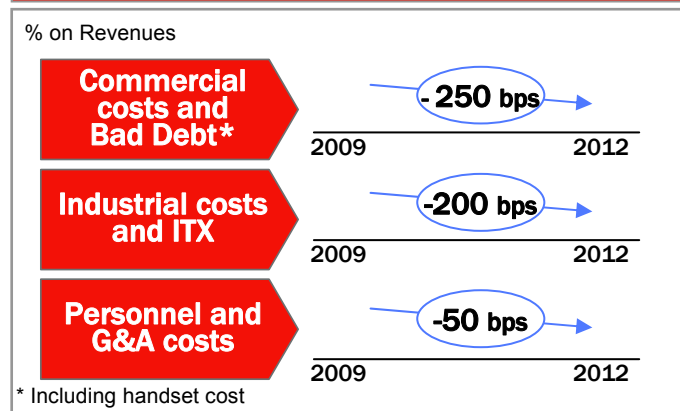 % on Revenues
Commercial
costs and
Bad Debt*
- 250 bps
2009 2012
Industrial costs
and ITX
-200 bps
2009 2012
Personnel and
G&A costs
-50 bps
2009 2012
* Including handset cost